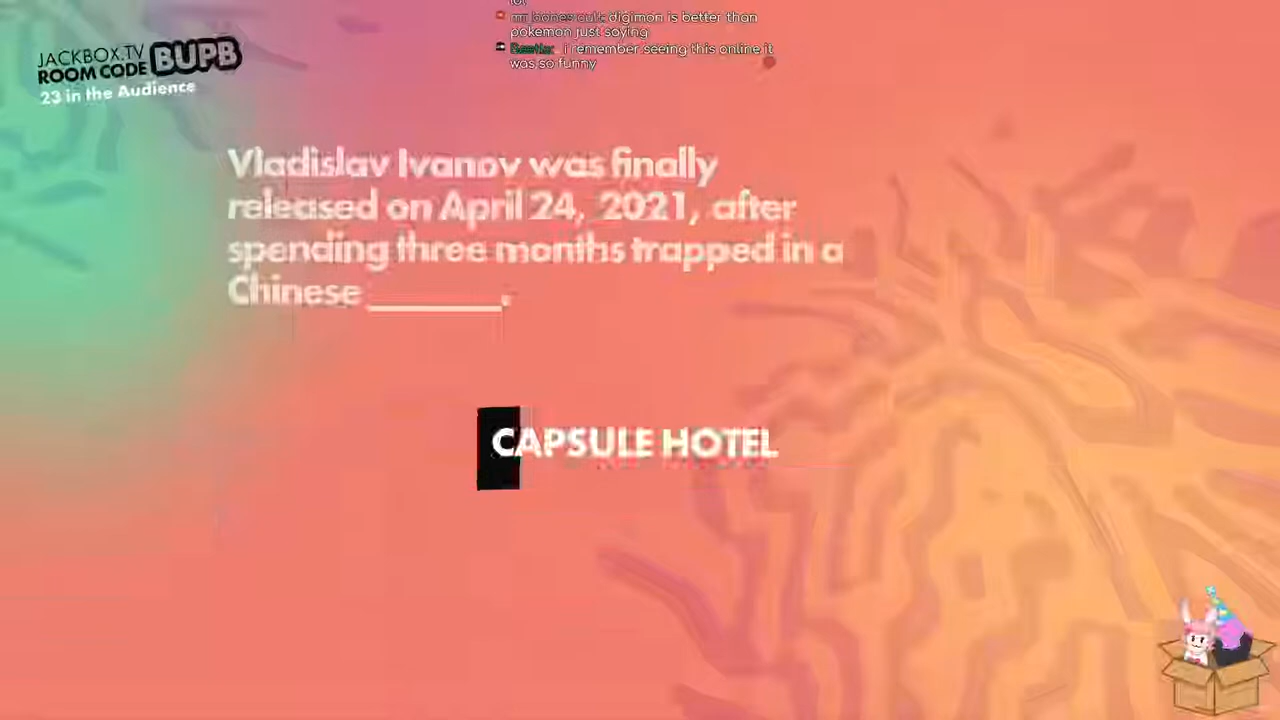 digimon is better than
pokemon just saying
i remember seeing this online it
was so funny
JACKBOX.TV
ROOM CODE BUPB
23 in the Audience
Vladislav Ivanov was finally
released on April 24, 2021, after
spending three months trapped in a
Chinese ______.
CAPSULE HOTEL